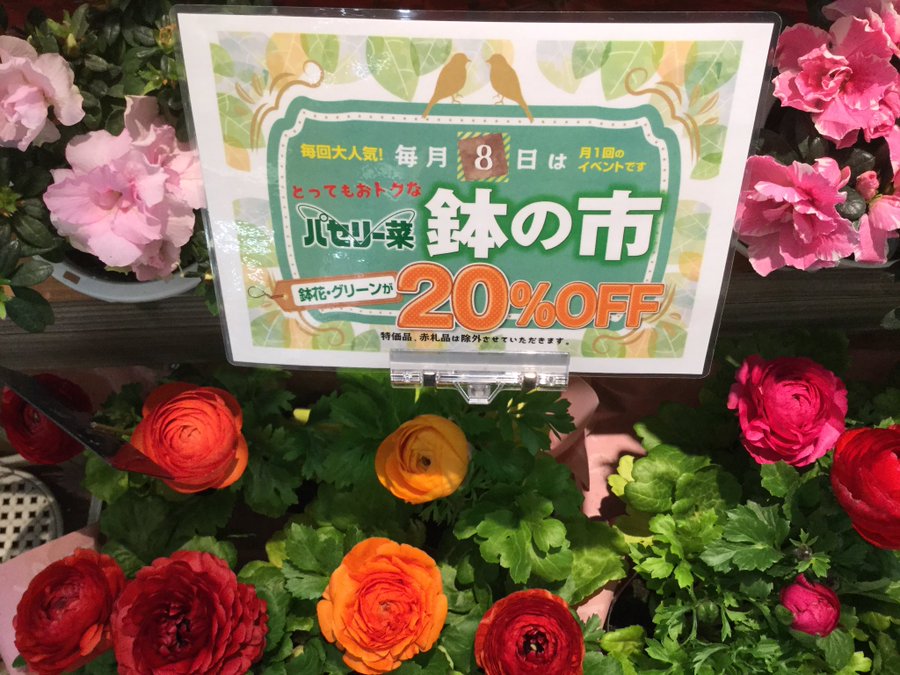 毎回大人気!
毎月8日は
月1回の
イベントです
とってもおトクな
パセリー菜
鉢の市
鉢花・グリーンが
20%OFF
特価品、赤札品は除外させていただきます。